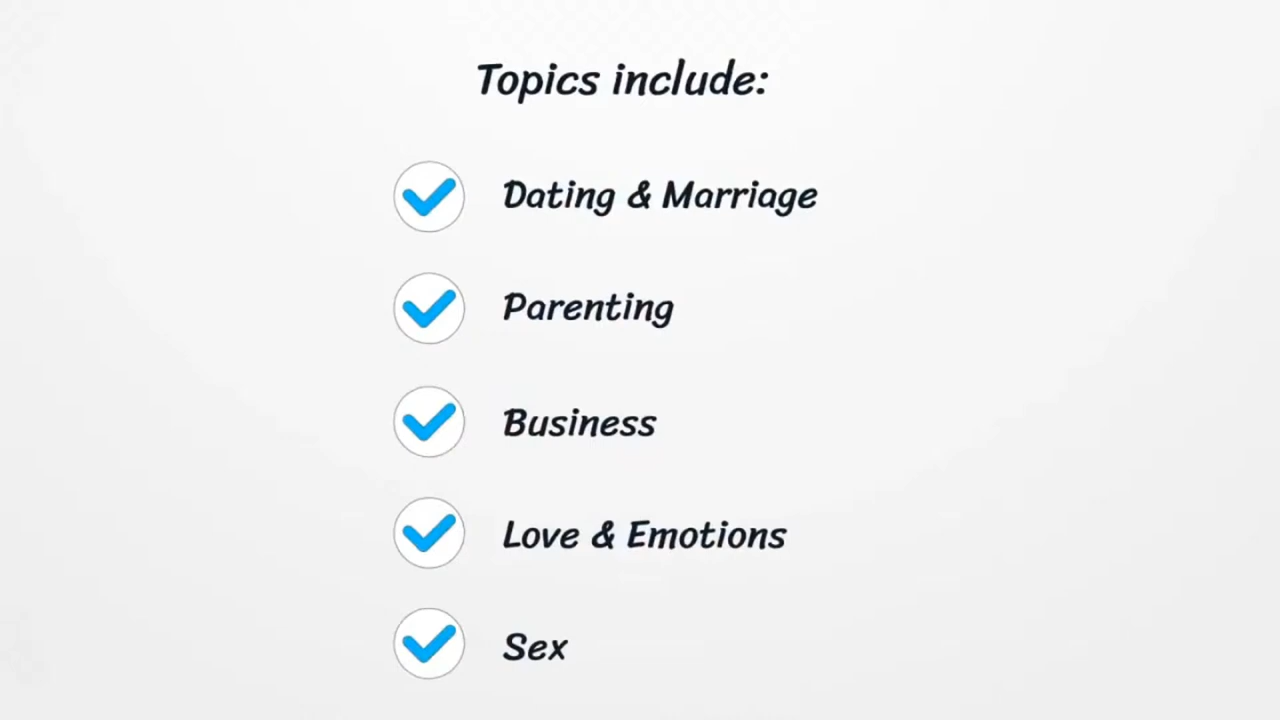 Topics include:
Dating & Marriage
Parenting
Business
Love & Emotions
Sex